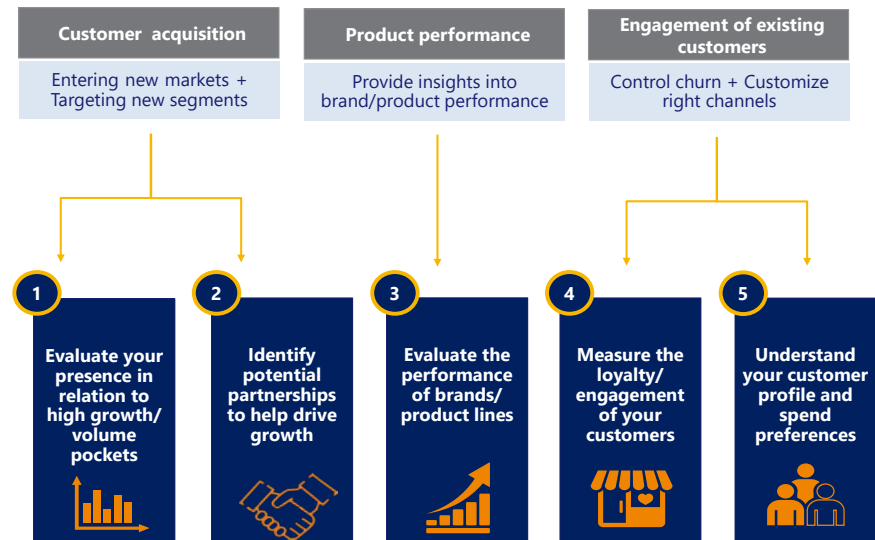 Customer acquisition
Entering new markets +
Targeting new segments
Product performance
Provide insights into
brand/product performance
Engagement of existing
customers
Control churn + Customize
right channels
1
Evaluate your
presence in
relation to
high growth/
volume
pockets
2
Identify
potential
partnerships
to help drive
growth
3
Evaluate the
performance
of brands/
product lines
4
Measure the
loyalty/
engagement
of your
customers
5
Understand
your customer
profile and
spend
preferences